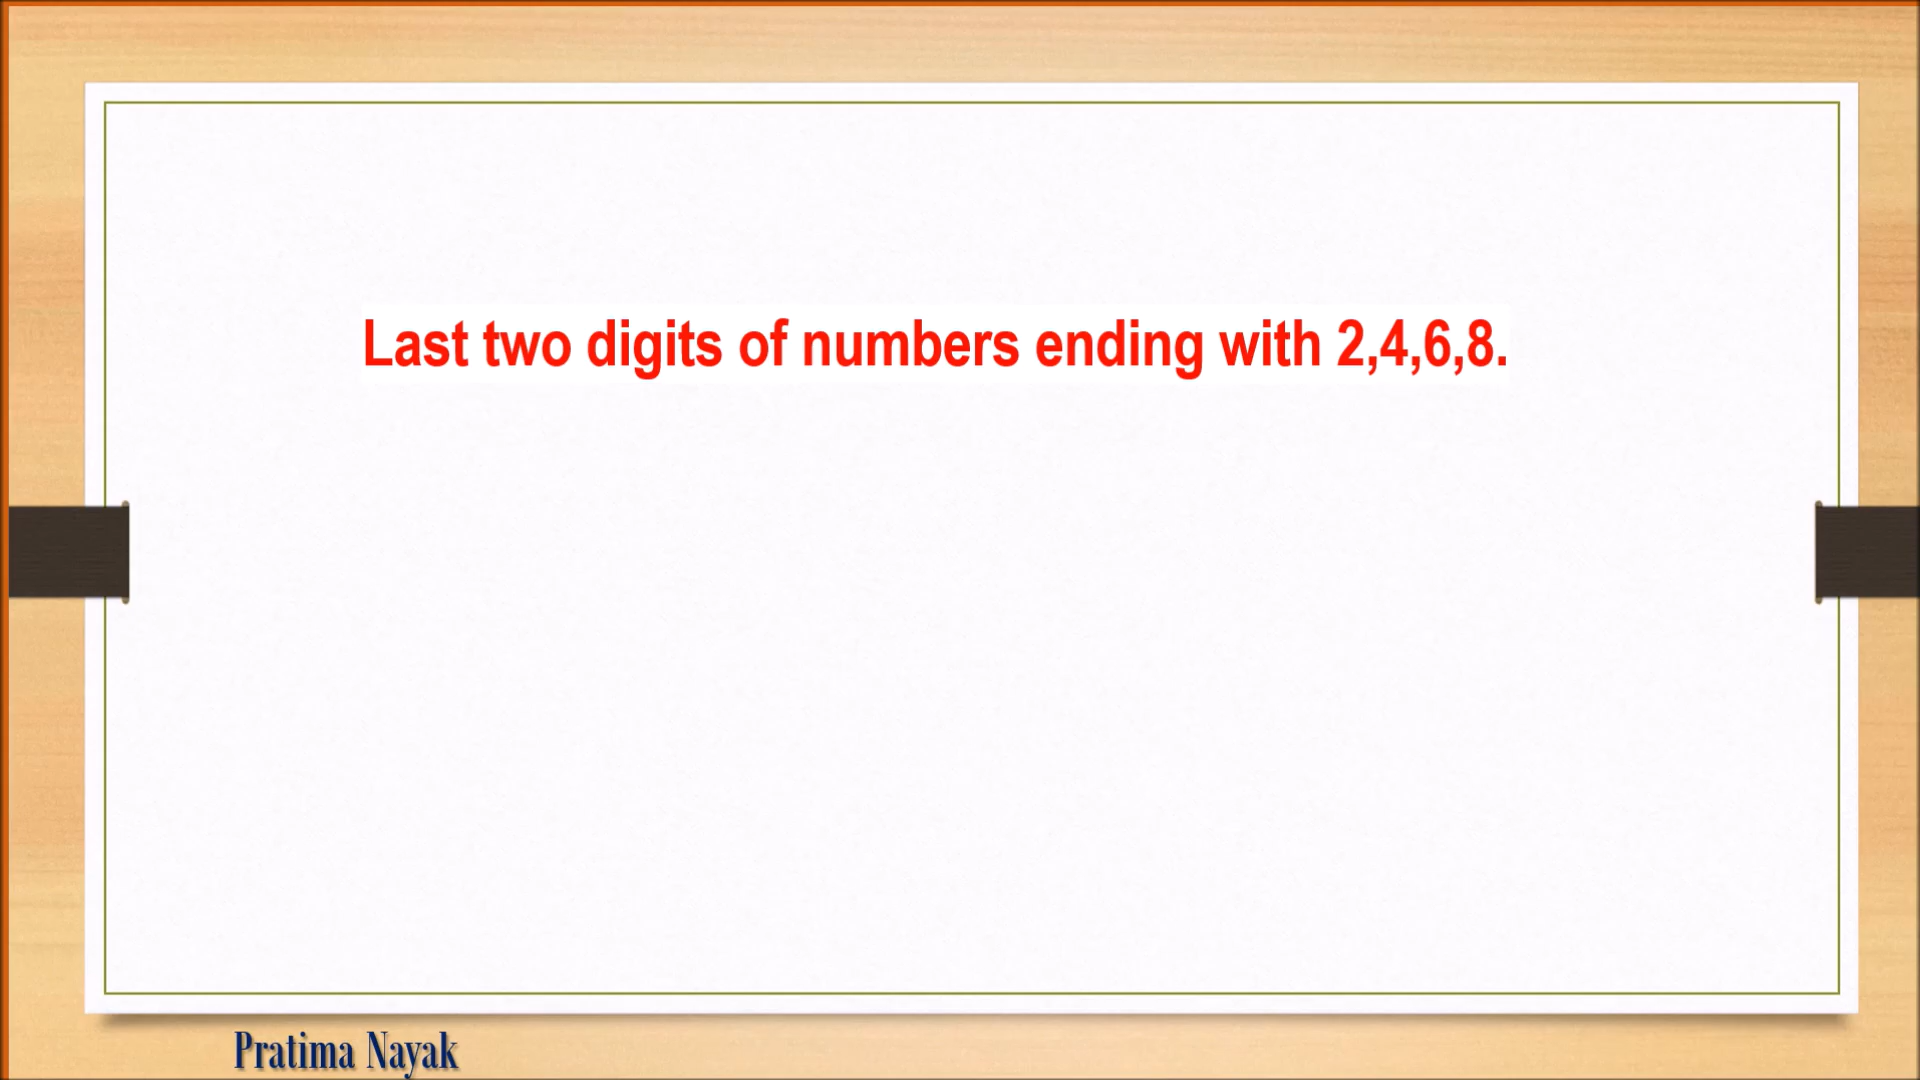 Last two digits of numbers ending with 2,4,6,8.
Pratima Nayak